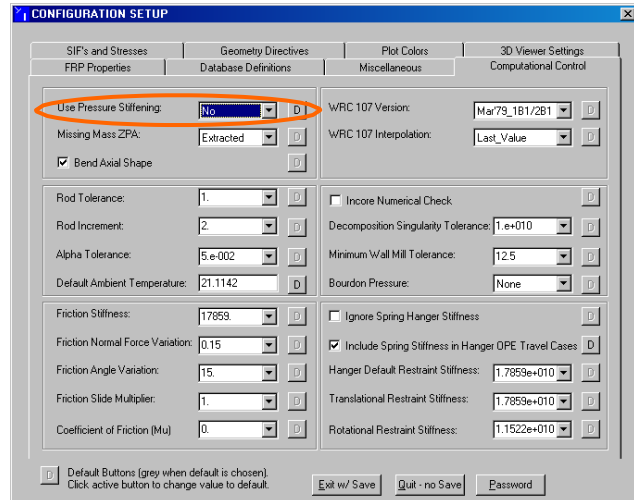 CONFIGURATION SETUP
SIF's and Stresses Geometry Directives Plot Colors 3D Viewer Settings
FRP Properties Database Definitions Miscellaneous Computational Control
Use Pressure Stiffening: No D
Missing Mass ZPA: Extracted D
Bend Axial Shape D
WRC 107 Version: Mar'79_1B1/2B1 D
WRC 107 Interpolation: Last_Value D
Rod Tolerance: 1. D
Rod Increment: 2. D
Alpha Tolerance: 5.e-002 D
Default Ambient Temperature: 21.1142 D
Incore Numerical Check D
Decomposition Singularity Tolerance: 1.e+010 D
Minimum Wall Mill Tolerance: 12.5 D
Bourdon Pressure: None D
Friction Stiffness: 17859. D
Friction Normal Force Variation: 0.15 D
Friction Angle Variation: 15. D
Friction Slide Multiplier: 1. D
Coefficient of Friction (Mu) 0. D
Ignore Spring Hanger Stiffness D
Include Spring Stiffness in Hanger OPE Travel Cases D
Hanger Default Restraint Stiffness: 1.7859e+010 D
Translational Restraint Stiffness: 1.7859e+010 D
Rotational Restraint Stiffness: 1.1522e+010 D
D Default Buttons (grey when default is chosen).
Click active button to change value to default.
Exit w/ Save Quit - no Save Password